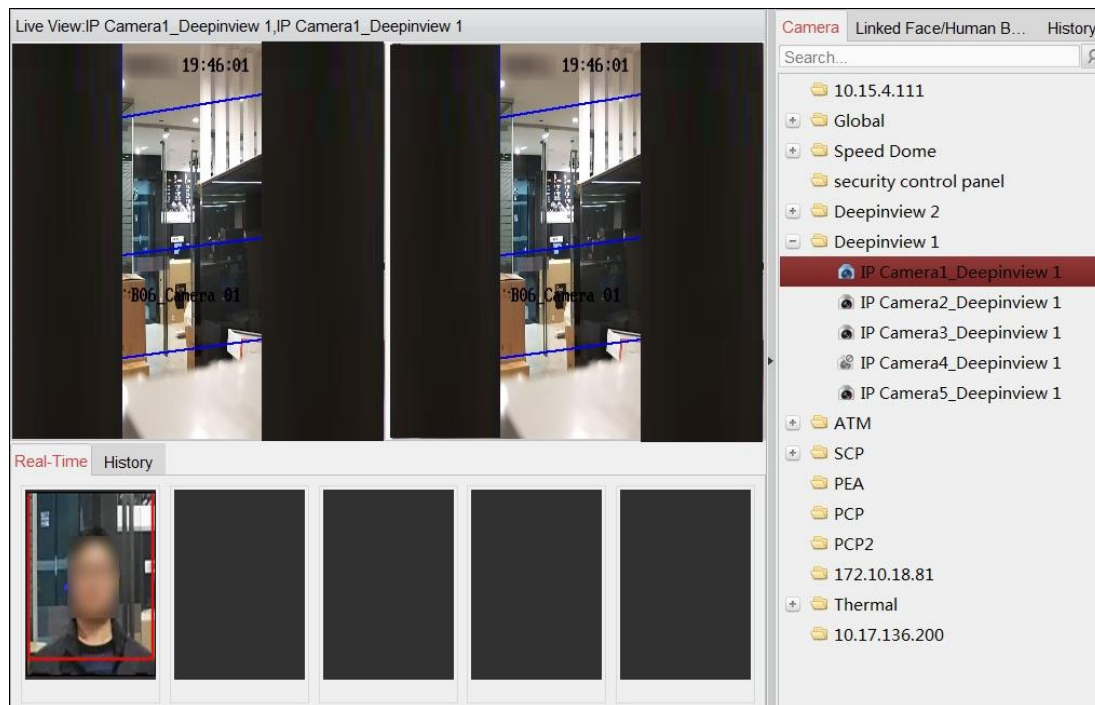 Live View:IP Camera1_Deepinview 1,IP Camera1_Deepinview 1
19:46:01
B06_Camera 01
19:46:01
B06_Camera 01
Real-Time
History
Camera
Linked Face/Human B...
History
Search...
10.15.4.111
Global
Speed Dome
security control panel
Deepinview 2
Deepinview 1
IP Camera1_Deepinview 1
IP Camera2_Deepinview 1
IP Camera3_Deepinview 1
IP Camera4_Deepinview 1
IP Camera5_Deepinview 1
ATM
SCP
PEA
PCP
PCP2
172.10.18.81
Thermal
10.17.136.200